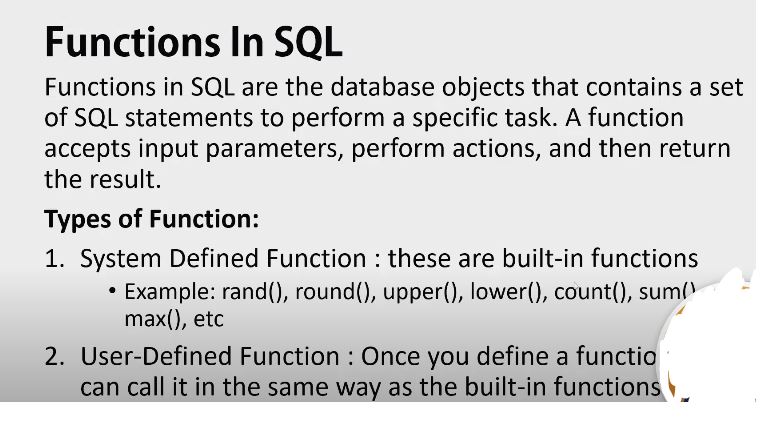 Functions In SQL
Functions in SQL are the database objects that contains a set
of SQL statements to perform a specific task. A function
accepts input parameters, perform actions, and then return
the result.
Types of Function:
1. System Defined Function : these are built-in functions
• Example: rand(), round(), upper(), lower(), count(), sum()
max(), etc
2. User-Defined Function : Once you define a
can call it in the same way as the built-in functions